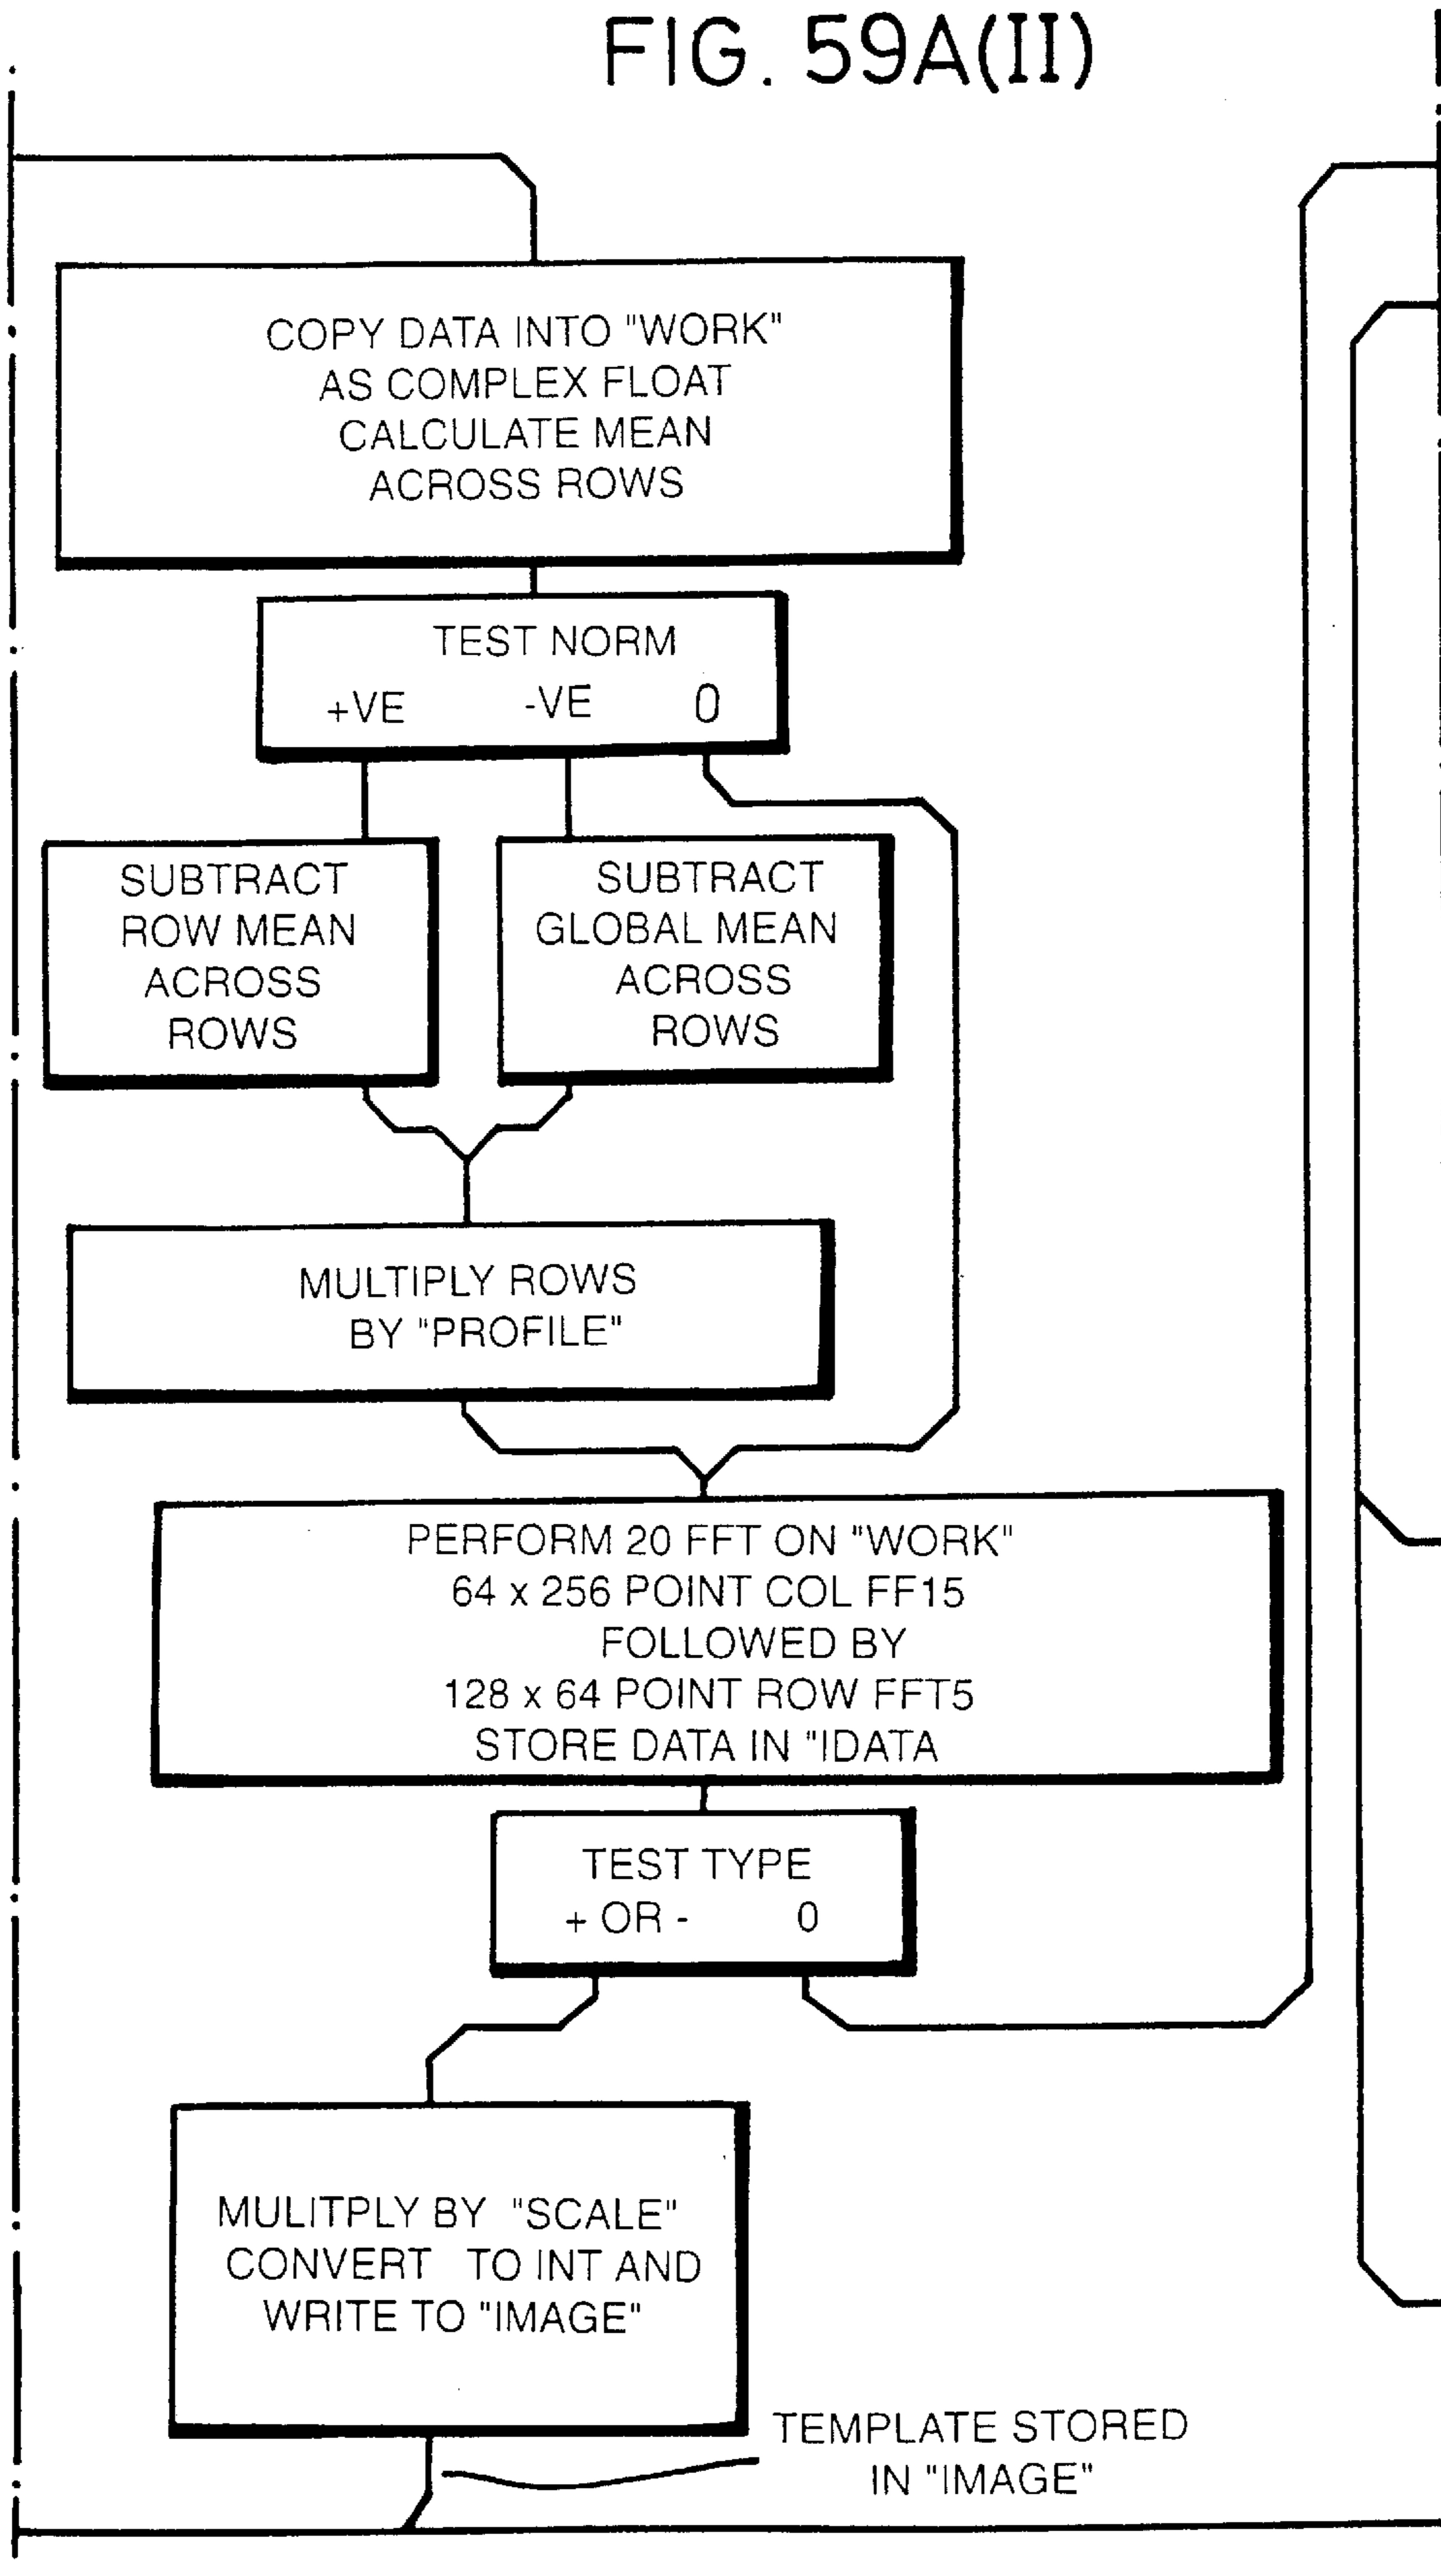 FIG. 59A(II)
COPY DATA INTO "WORK"
AS COMPLEX FLOAT
CALCULATE MEAN
ACROSS ROWS
TEST NORM
+VE -VE 0
SUBTRACT
ROW MEAN
ACROSS
ROWS
SUBTRACT
GLOBAL MEAN
ACROSS
ROWS
MULTIPLY ROWS
BY "PROFILE"
PERFORM 20 FFT ON "WORK"
64 x 256 POINT COL FF15
FOLLOWED BY
128 x 64 POINT ROW FFT5
STORE DATA IN "IDATA
TEST TYPE
+ OR - 0
MULITPLY BY "SCALE"
CONVERT TO INT AND
WRITE TO "IMAGE"
TEMPLATE STORED
IN "IMAGE"